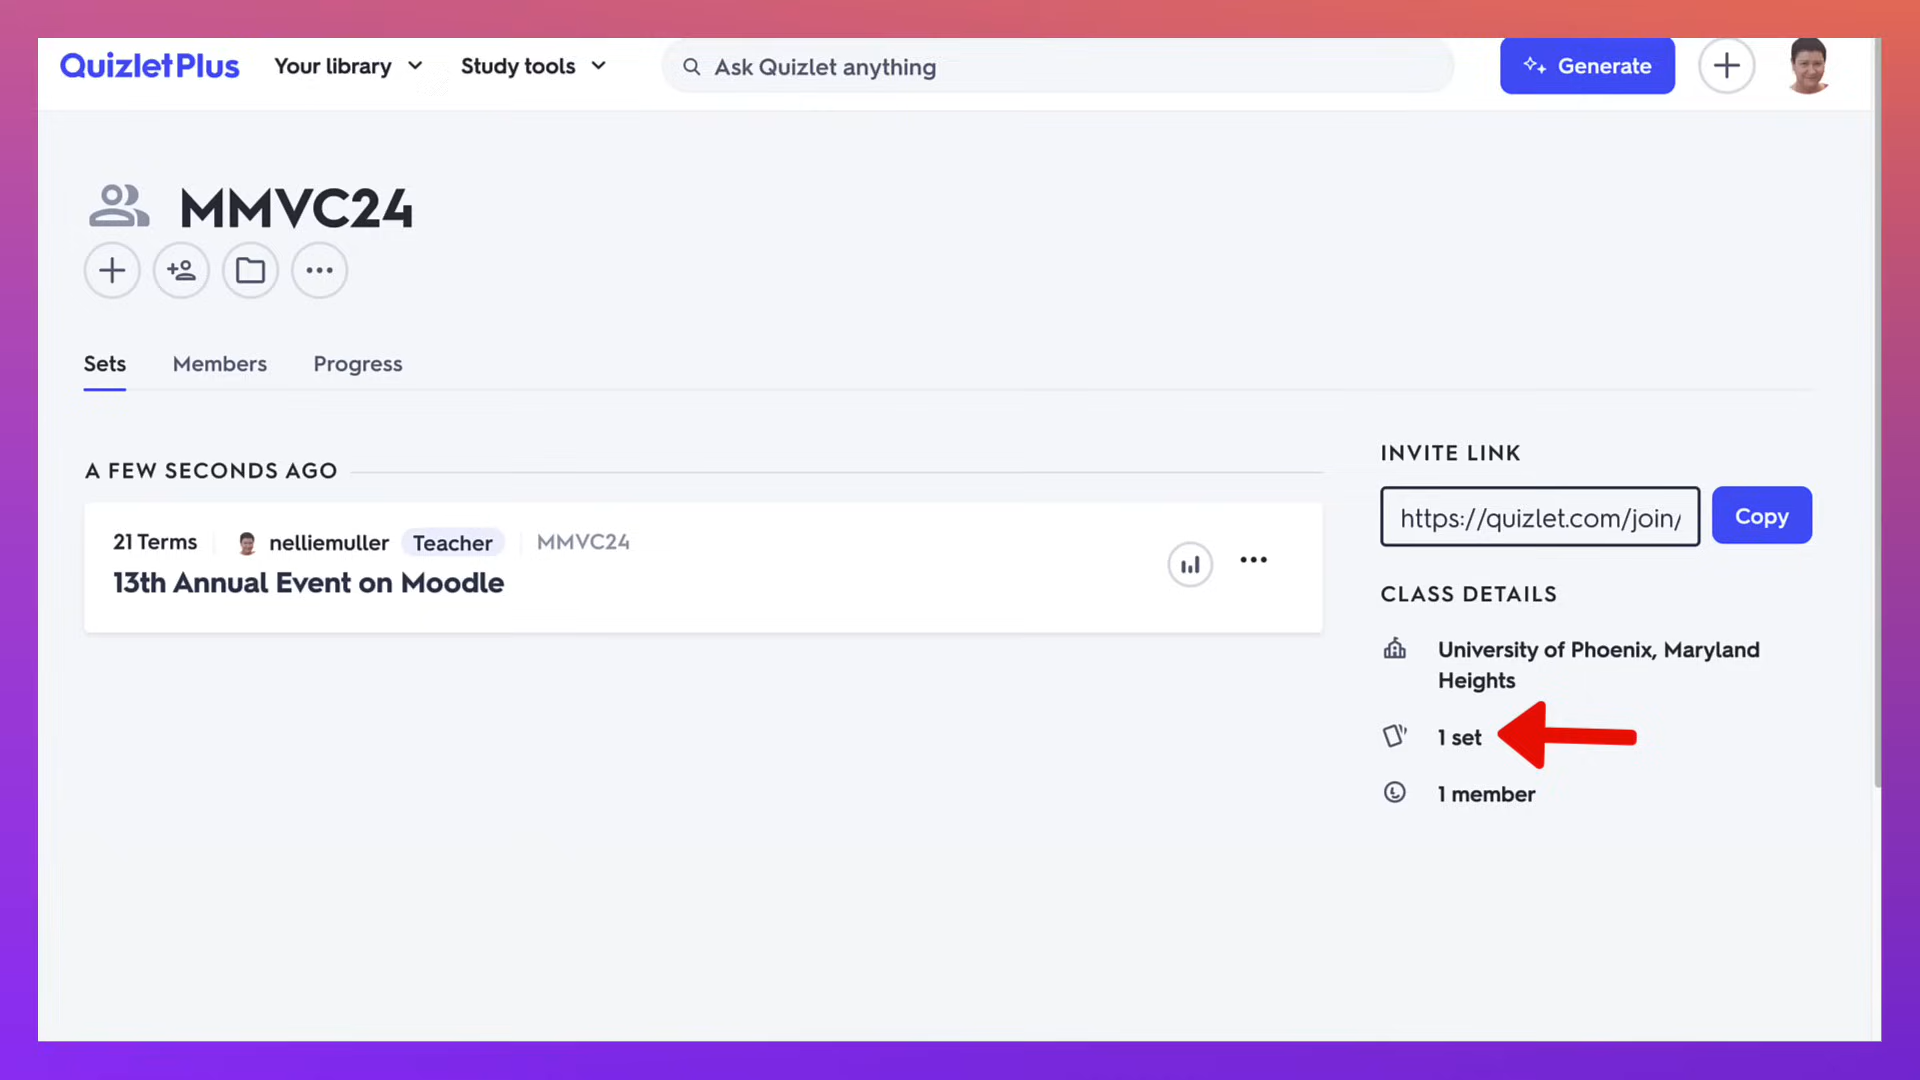 QuizletPlus Your library Study tools Ask Quizlet anything Generate
MMVC24
Sets Members Progress
A FEW SECONDS AGO
21 Terms nelliemuller Teacher MMVC24
13th Annual Event on Moodle
INVITE LINK
https://quizlet.com/join/ Copy
CLASS DETAILS
University of Phoenix, Maryland
Heights
1 set
1 member